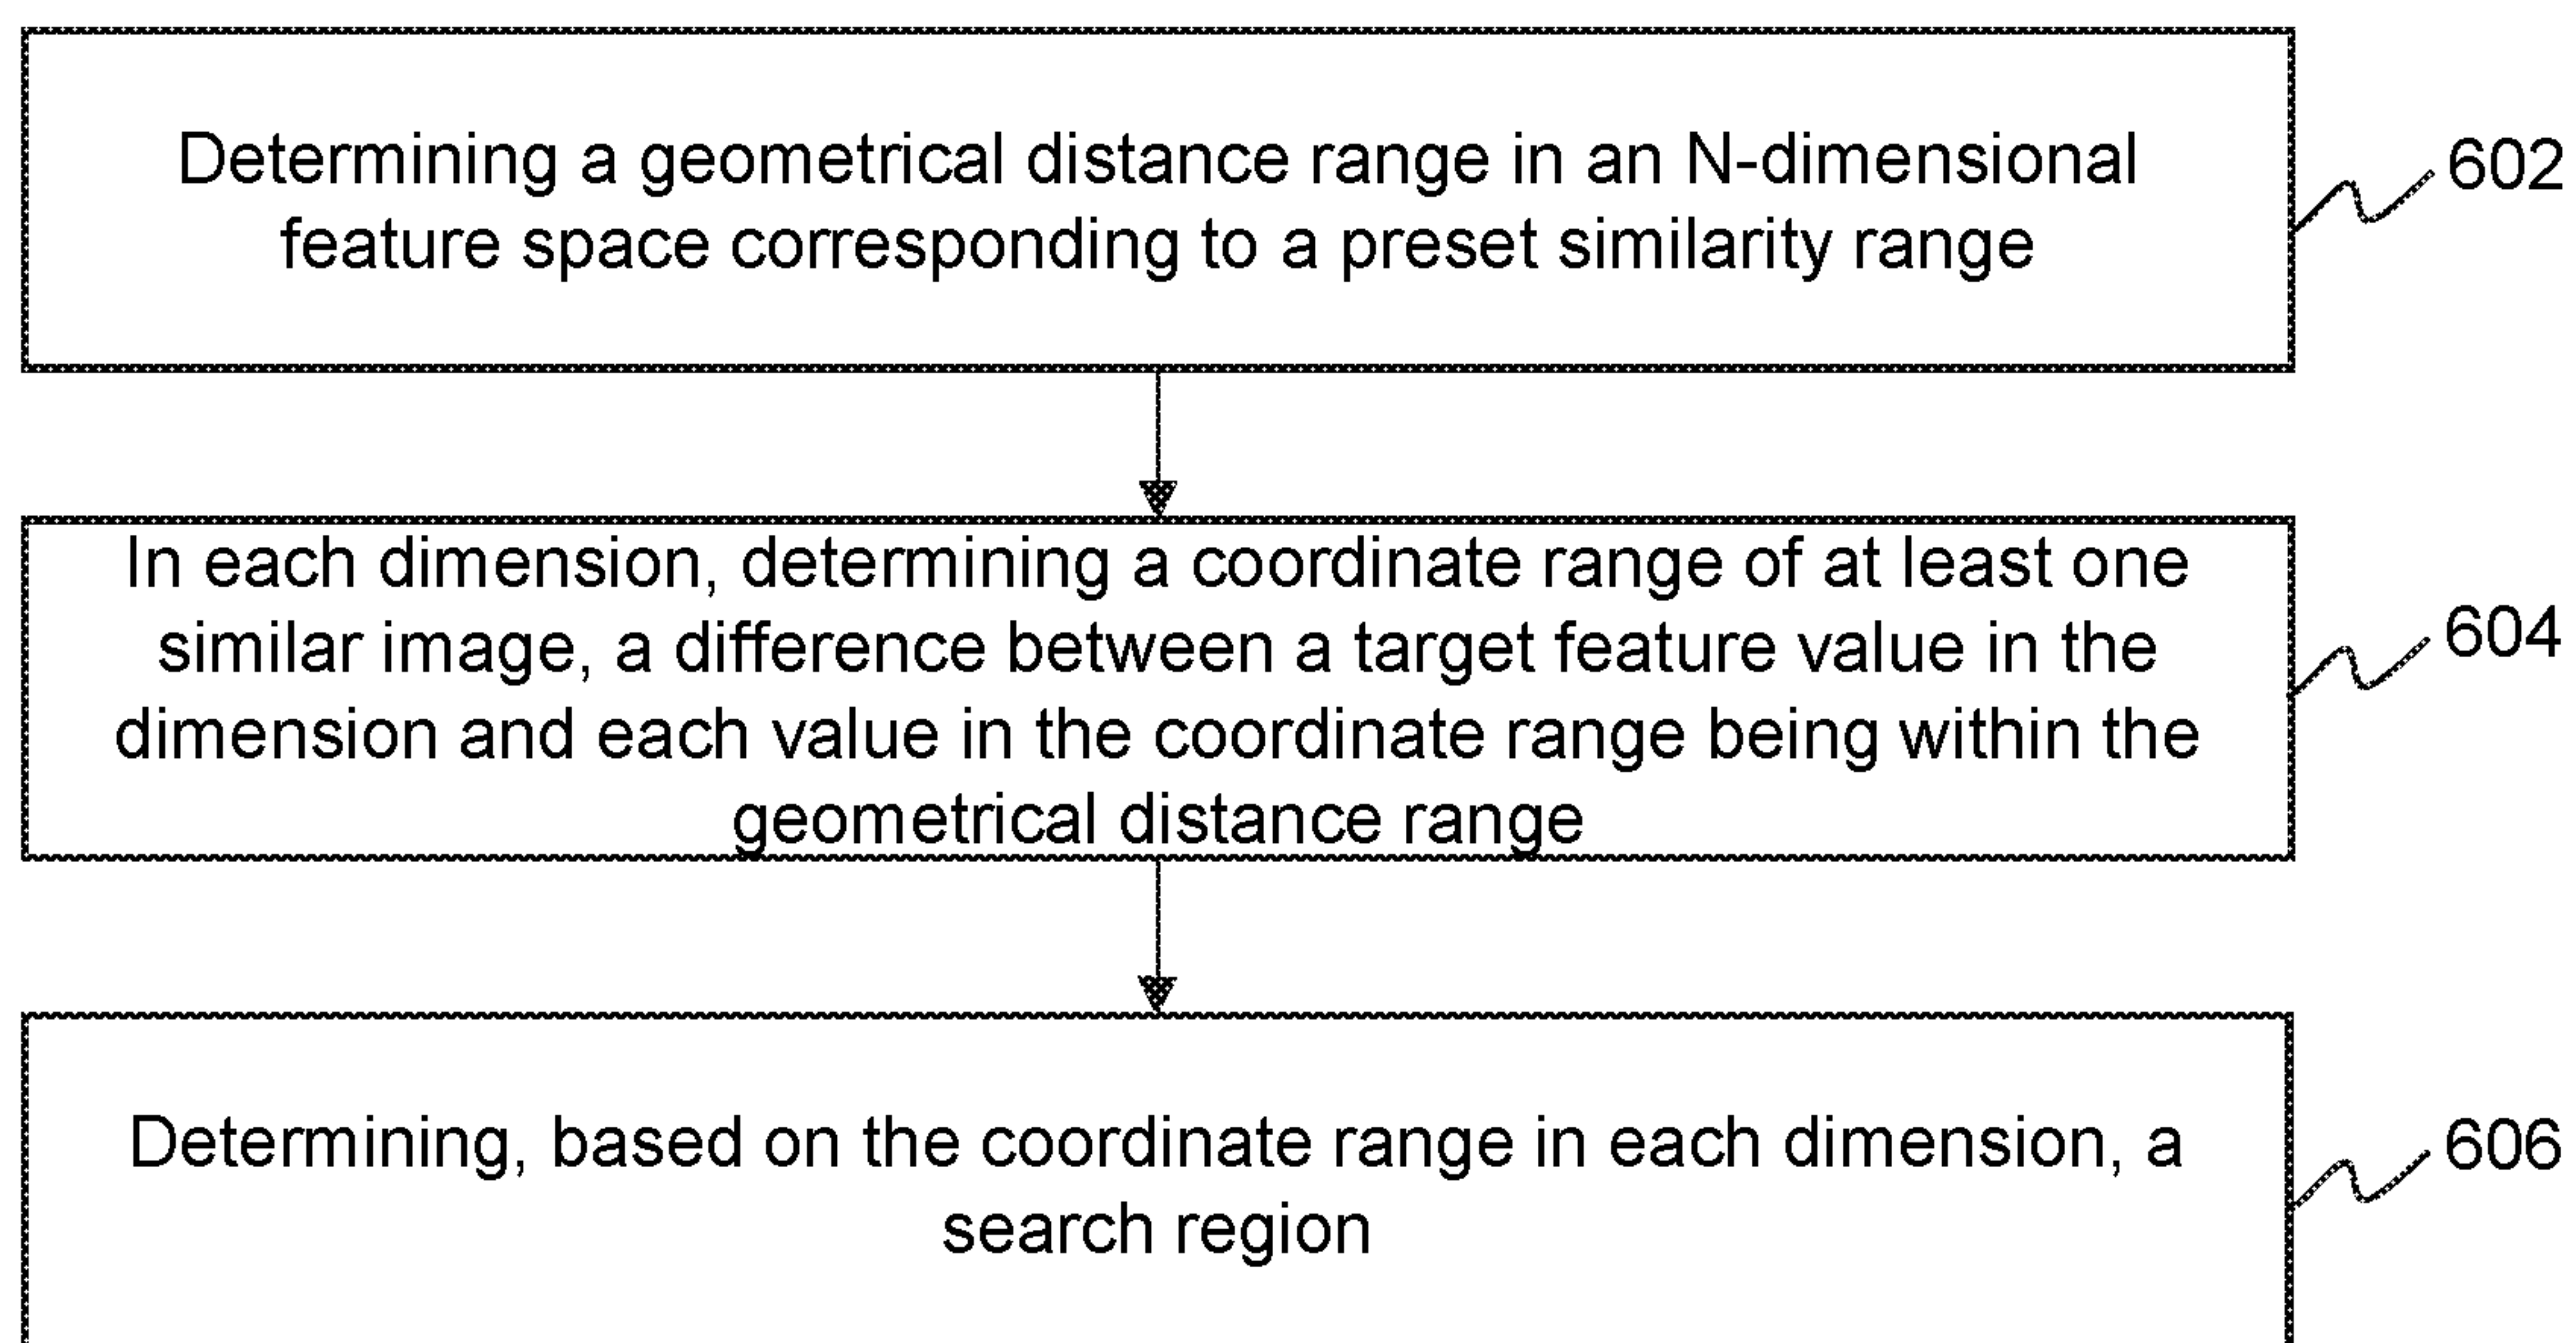 Determining a geometrical distance range in an N-dimensional
feature space corresponding to a preset similarity range
602
In each dimension, determining a coordinate range of at least one
similar image, a difference between a target feature value in the
dimension and each value in the coordinate range being within the
geometrical distance range
604
Determining, based on the coordinate range in each dimension, a
search region
606